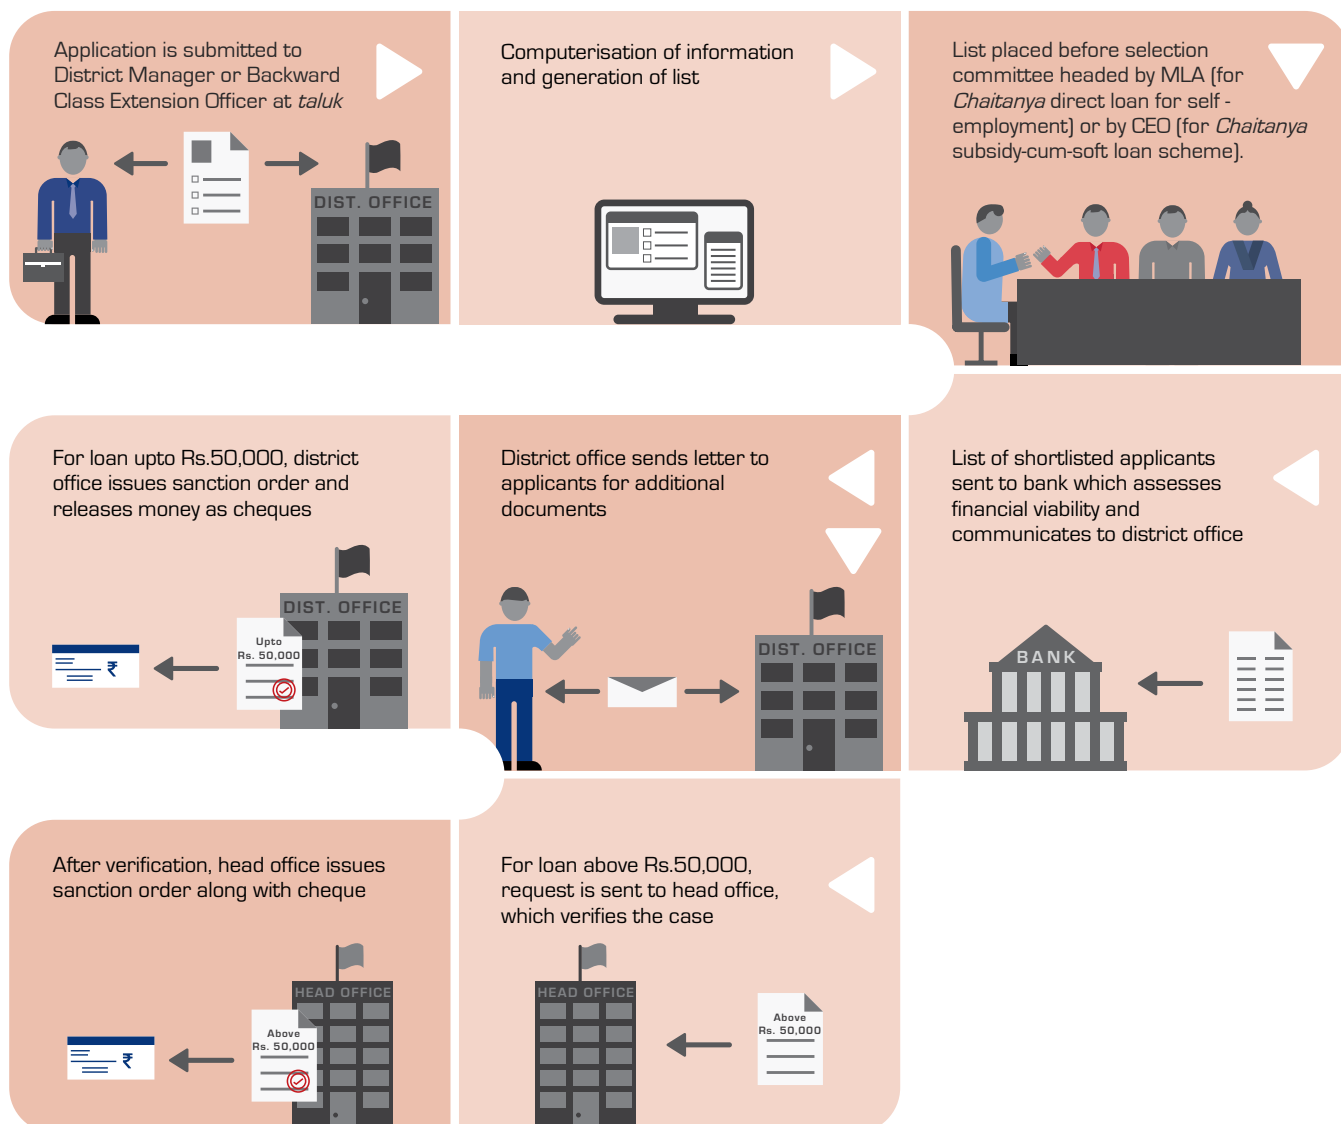 Application is submitted to
District Manager or Backward
Class Extension Officer at taluk
DIST. OFFICE
Computerisation of information
and generation of list
List placed before selection
committee headed by MLA (for
Chaitanya direct loan for self -
employment) or by CEO (for Chaitanya
subsidy-cum-soft loan scheme).
List of shortlisted applicants
sent to bank which assesses
financial viability and
communicates to district office
BANK
District office sends letter to
applicants for additional
documents
DIST. OFFICE
For loan upto Rs.50,000, district
office issues sanction order and
releases money as cheques
DIST. OFFICE
Upto
Rs. 50,000
₹
For loan above Rs.50,000,
request is sent to head office,
which verifies the case
HEAD OFFICE
Above
Rs. 50,000
After verification, head office issues
sanction order along with cheque
HEAD OFFICE
Above
Rs. 50,000
₹